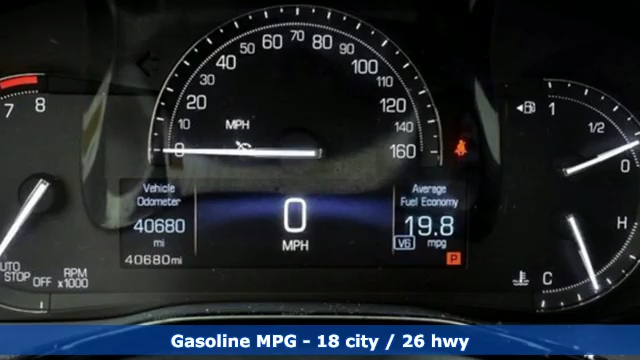 60 70 80
50 90
40 100
30 110
20 120
10 MPH 140
0 160
7 8
1
1/2
0
Vehicle
Odometer
40680
mi
40680mi
0
MPH
Average
Fuel Economy
19.8
V6 mpg
P
AUTO
STOP OFF RPM
x1000
H
C
Gasoline MPG - 18 city / 26 hwy